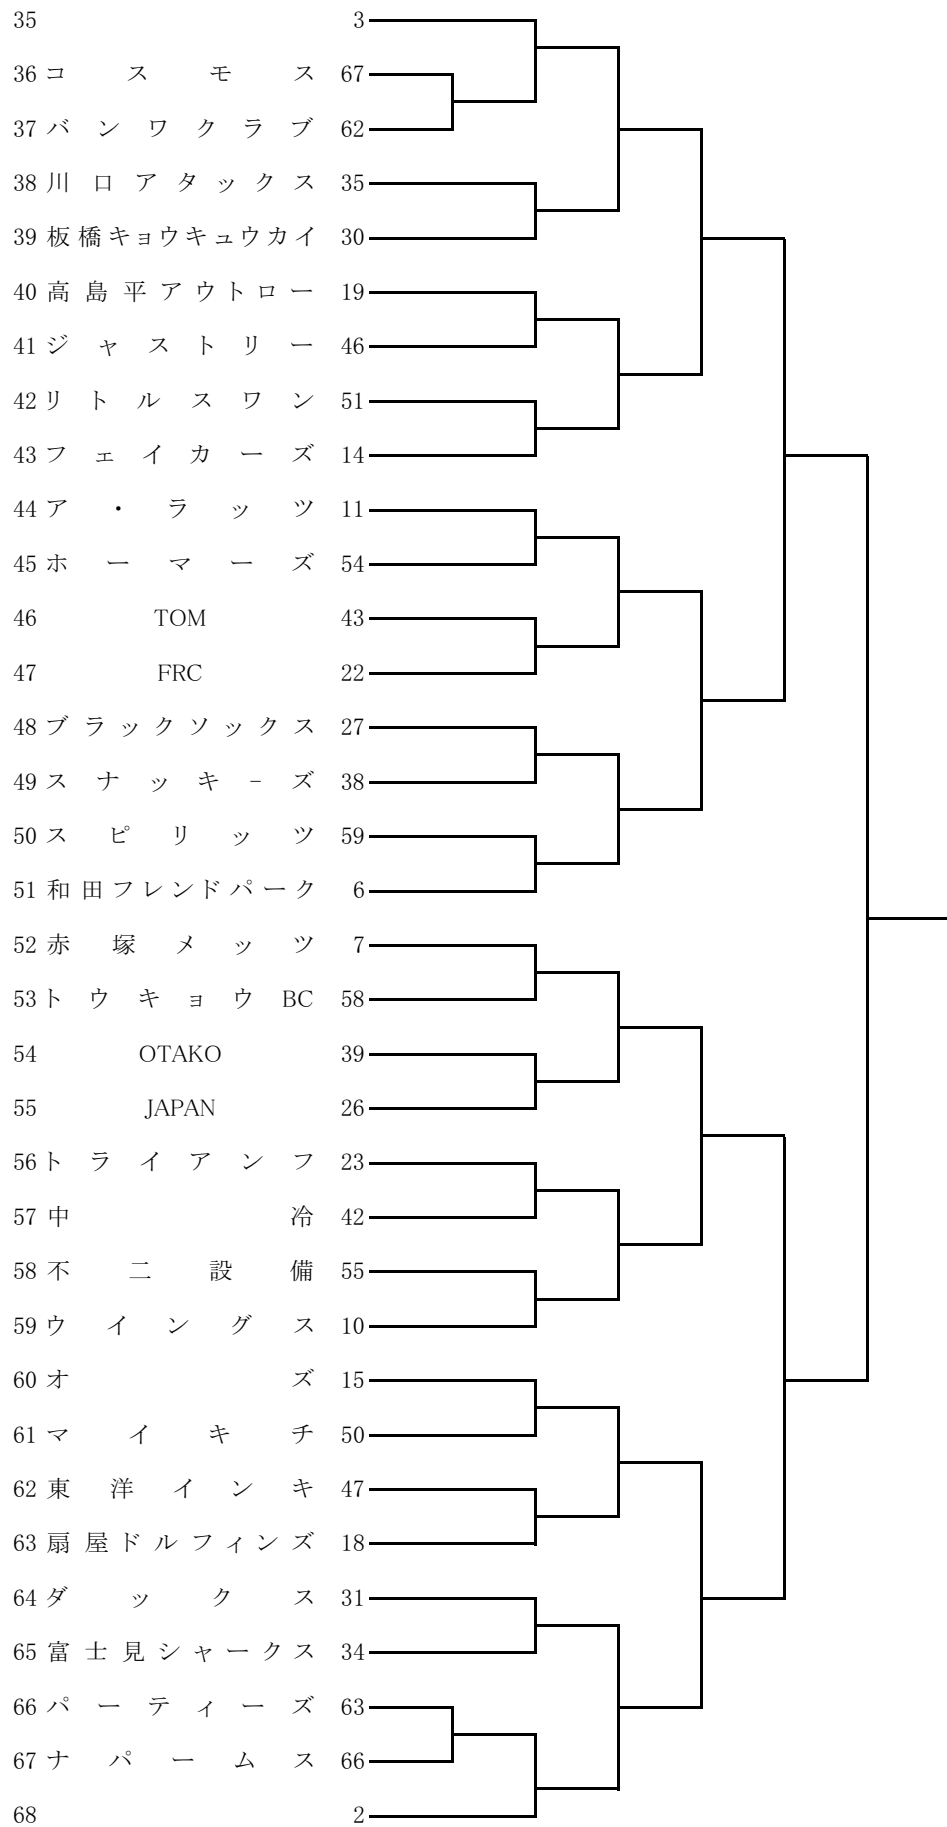 35 3
36 コスモス 67
37 バンワクラブ 62
38 川口アタックス 35
39 板橋キョウキュウカイ 30
40 高島平アウトロー 19
41 ジャストリー 46
42 リトルスワン 51
43 フェイカーズ 14
44 ア・ラッツ 11
45 ホーマーズ 54
46 TOM 43
47 FRC 22
48 ブラックソックス 27
49 スナッキ-ズ 38
50 スピリッツ 59
51 和田フレンドパーク 6
52 赤塚メッツ 7
53 トウキョウBC 58
54 OTAKO 39
55 JAPAN 26
56 トライアンフ 23
57 中冷 42
58 不二設備 55
59 ウイングス 10
60 オズ 15
61 マイキチ 50
62 東洋インキ 47
63 扇屋ドルフィンズ 18
64 ダックス 31
65 富士見シャークス 34
66 パーティーズ 63
67 ナパームス 66
68 2